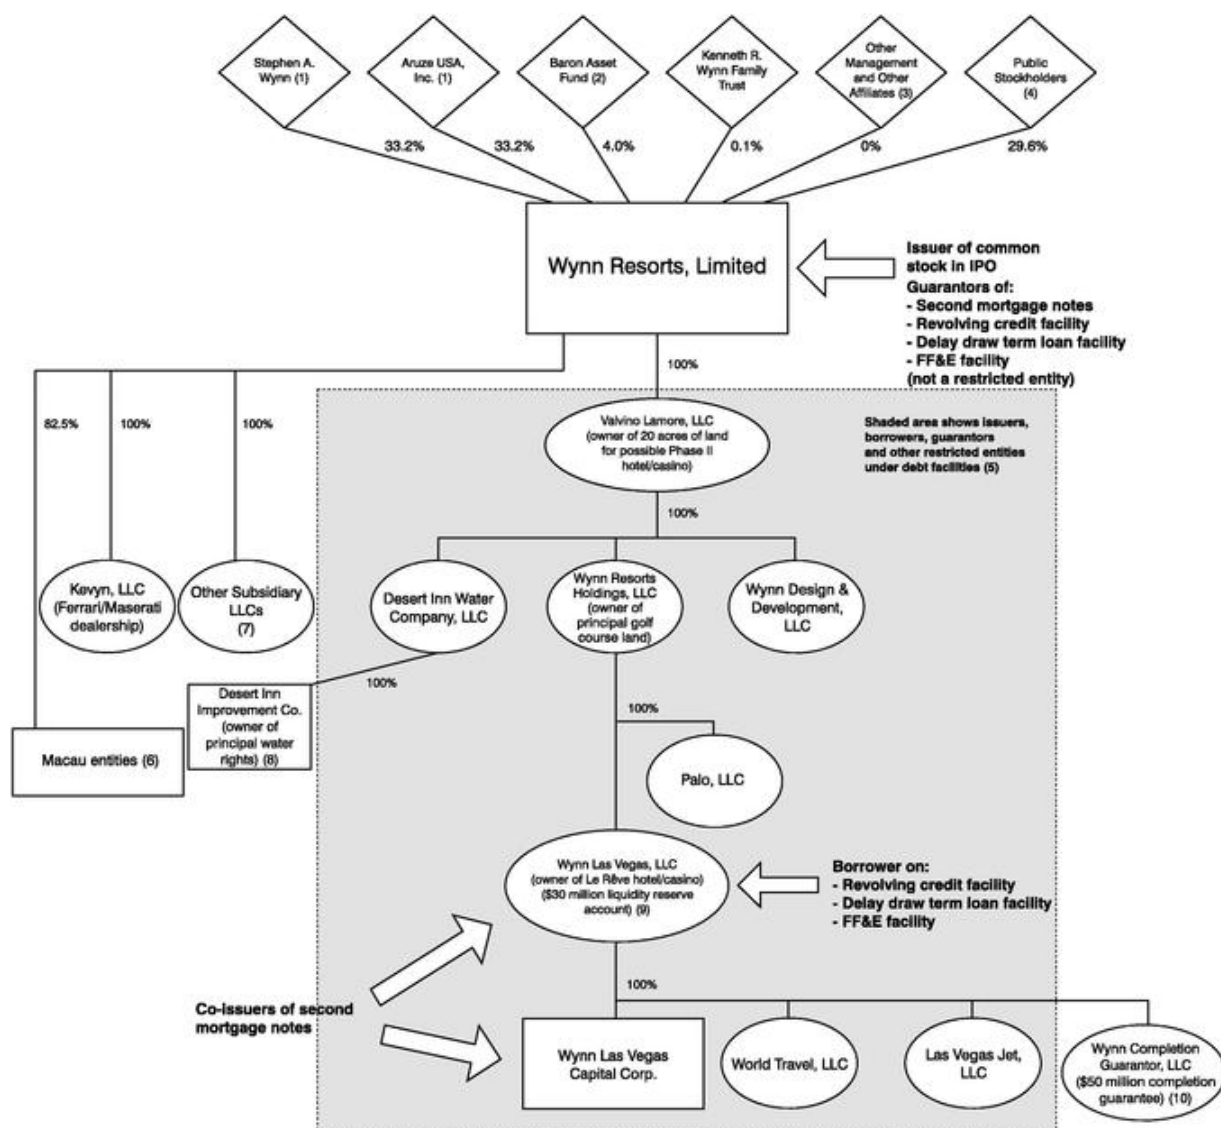 Stephen A.
Wynn (1)
Aruze USA,
Inc. (1)
Baron Asset
Fund (2)
Kenneth R.
Wynn Family
Trust
Other
Management
and Other
Affiliates (3)
Public
Stockholders
(4)
33.2%
33.2%
4.0%
0.1%
0%
29.6%
Wynn Resorts, Limited
Issuer of common
stock in IPO
Guarantors of:
- Second mortgage notes
- Revolving credit facility
- Delay draw term loan facility
- FF&E facility
(not a restricted entity)
100%
82.5%
100%
100%
Valvino Lamore, LLC
(owner of 20 acres of land
for possible Phase II
hotel/casino)
Shaded area shows issuers,
borrowers, guarantors
and other restricted entities
under debt facilities (5)
100%
Kevyn, LLC
(Ferrari/Maserati
dealership)
Other Subsidiary
LLCs
(7)
Desert Inn Water
Company, LLC
Wynn Resorts
Holdings, LLC
(owner of
principal golf
course land)
Wynn Design &
Development,
LLC
100%
Macau entities (6)
Desert Inn
Improvement Co.
(owner of
principal water
rights) (8)
100%
Palo, LLC
Wynn Las Vegas, LLC
(owner of Le Rêve hotel/casino)
($30 million liquidity reserve
account) (9)
Borrower on:
- Revolving credit facility
- Delay draw term loan facility
- FF&E facility
100%
Co-issuers of second
mortgage notes
Wynn Las Vegas
Capital Corp.
World Travel, LLC
Las Vegas Jet,
LLC
Wynn Completion
Guarantor, LLC
($50 million completion
guarantee) (10)